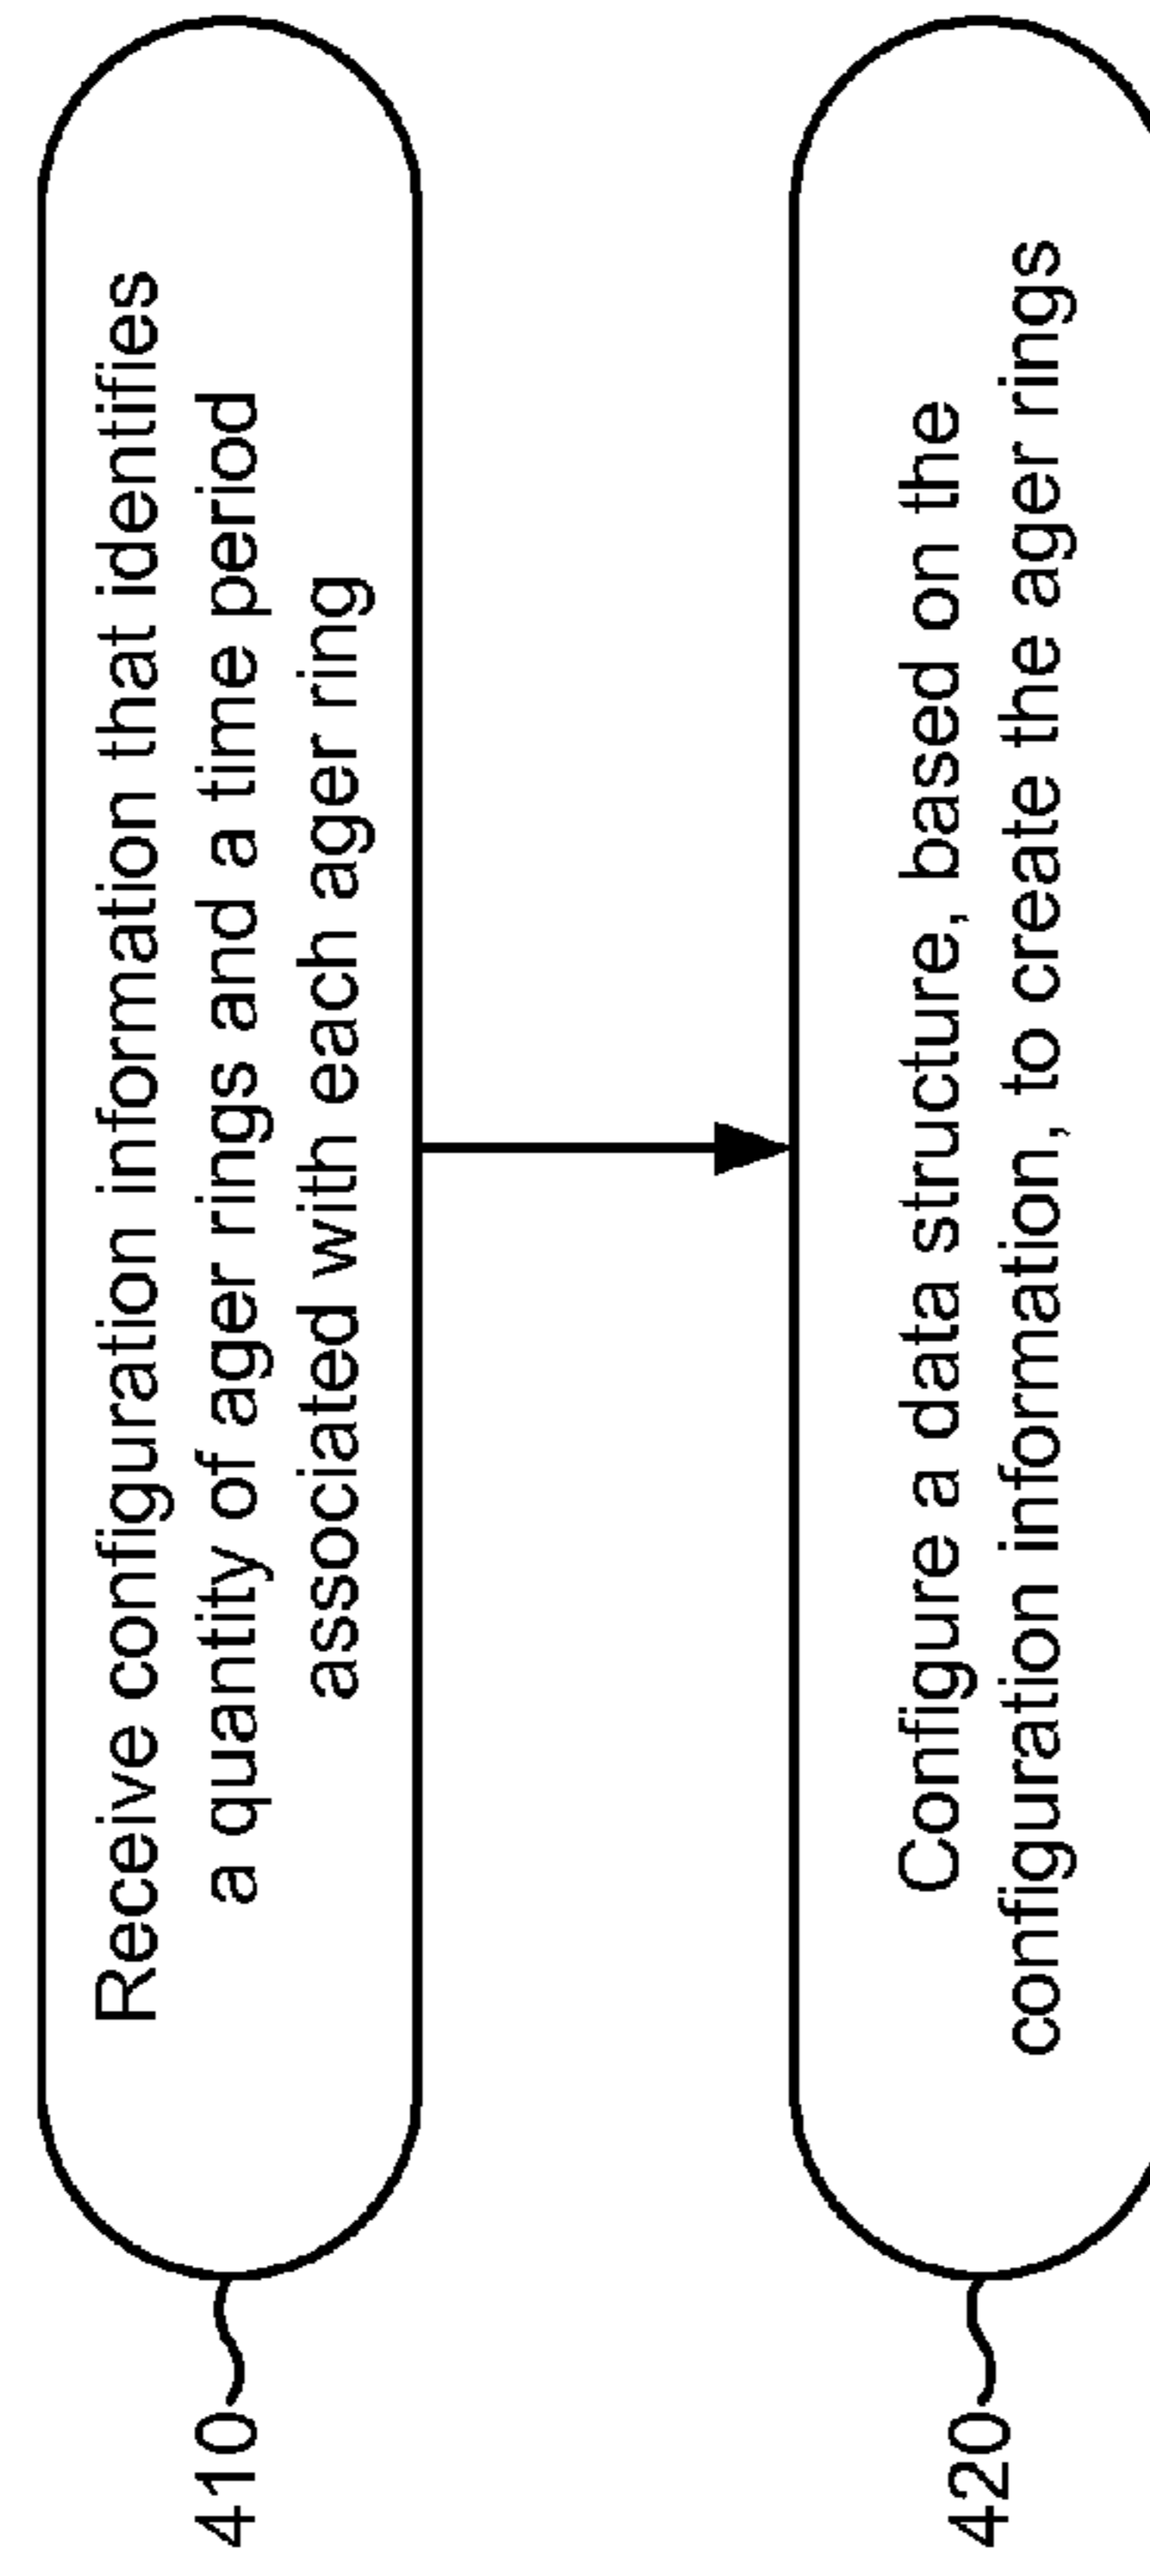 Receive configuration information that identifies
a quantity of ager rings and a time period
associated with each ager ring
410
Configure a data structure, based on the
configuration information, to create the ager rings
420